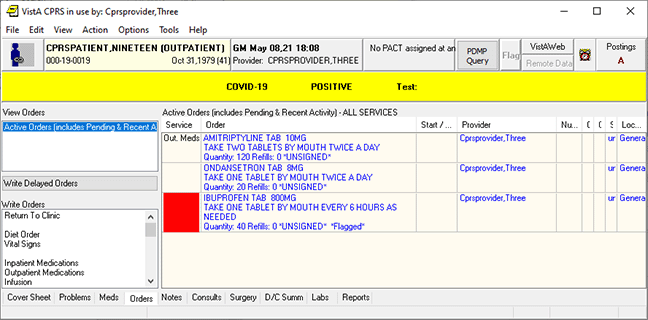 VistA CPRS in use by: Cprsprovider,Three
File Edit View Action Options Tools Help
CPRSPATIENT,NINETEEN (OUTPATIENT)
000-19-0019 Oct 31,1979 (41)
GM May 08,21 18:08
Provider: CPRSPROVIDER,THREE
No PACT assigned at an
PDMP
Query
Flag
VistAWeb
Remote Data
Postings
A
COVID-19 POSITIVE Test:
View Orders
Active Orders (includes Pending & Recent A
Write Delayed Orders
Write Orders
Return To Clinic
Diet Order
Vital Signs
Inpatient Medications
Outpatient Medications
Infusion
Active Orders (includes Pending & Recent Activity) - ALL SERVICES
Service Order Start / ... Provider Nu... C C S Loc...
Out. Meds AMITRIPTYLINE TAB 10MG Cprsprovider,Three ur Genera
TAKE TWO TABLETS BY MOUTH TWICE A DAY
Quantity: 120 Refills: 0 *UNSIGNED*
ONDANSETRON TAB 8MG Cprsprovider,Three ur Genera
TAKE ONE TABLET BY MOUTH TWICE A DAY
Quantity: 20 Refills: 0 *UNSIGNED*
IBUPROFEN TAB 800MG Cprsprovider,Three ur Genera
TAKE ONE TABLET BY MOUTH EVERY 6 HOURS AS
NEEDED
Quantity: 40 Refills: 0 *UNSIGNED* *Flagged*
Cover Sheet Problems Meds Orders Notes Consults Surgery D/C Summ Labs Reports